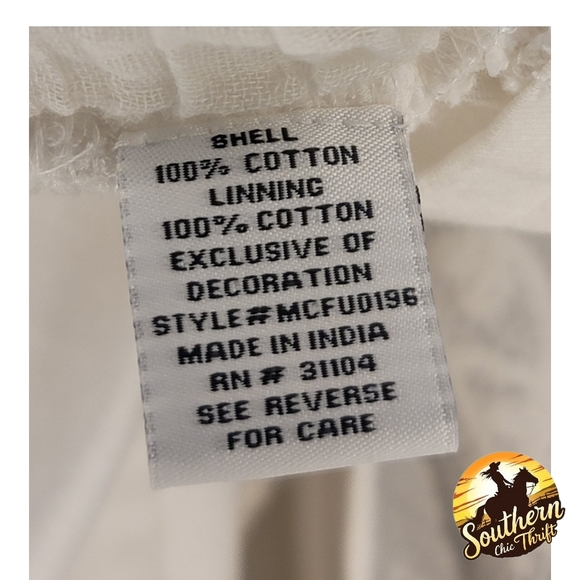 SHELL
100% COTTON
LINNING
100% COTTON
EXCLUSIVE OF
DECORATION
STYLE#MCFU0196
MADE IN INDIA
RN # 31104
SEE REVERSE
FOR CARE
Southern
Chic Thrift